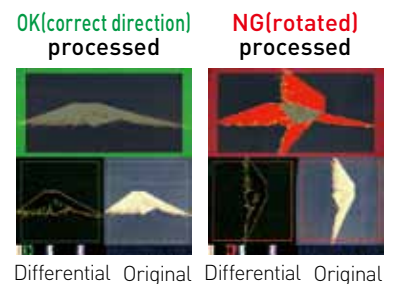 OK(correct direction)
processed
NG(rotated)
processed
Differential Original
Differential Original